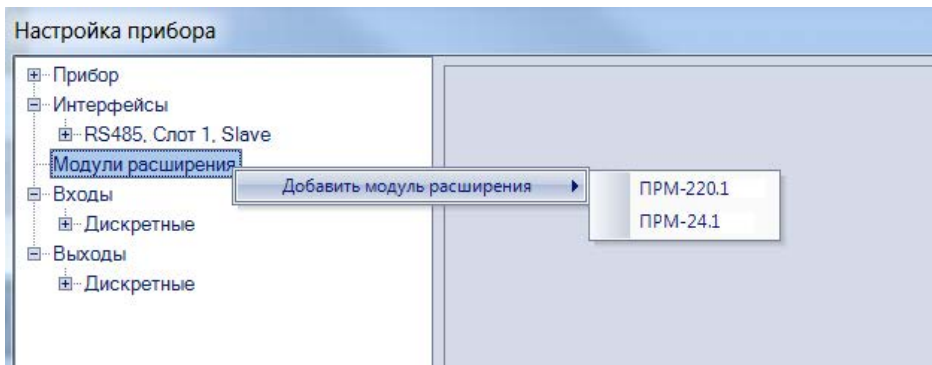 Настройка прибора
Прибор
Интерфейсы
RS485, Слот 1, Slave
Модули расширения
Добавить модуль расширения
ПРМ-220.1
ПРМ-24.1
Входы
Дискретные
Выходы
Дискретные